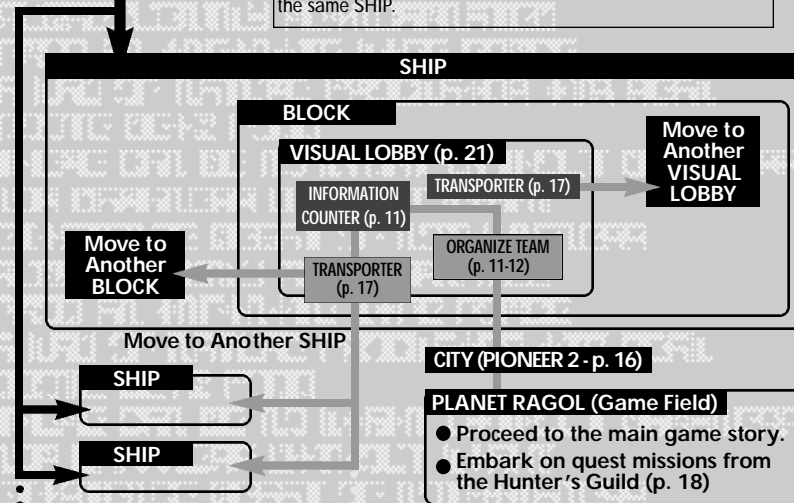 the same SHIP.
SHIP
BLOCK
VISUAL LOBBY (p. 21)
Move to
Another
VISUAL
LOBBY
INFORMATION
COUNTER (p. 11)
TRANSPORTER (p. 17)
ORGANIZE TEAM
(p. 11-12)
Move to
Another
BLOCK
TRANSPORTER
(p. 17)
Move to Another SHIP
SHIP
SHIP
CITY (PIONEER 2 - p. 16)
PLANET RAGOL (Game Field)
● Proceed to the main game story.
● Embark on quest missions from
the Hunter's Guild (p. 18)